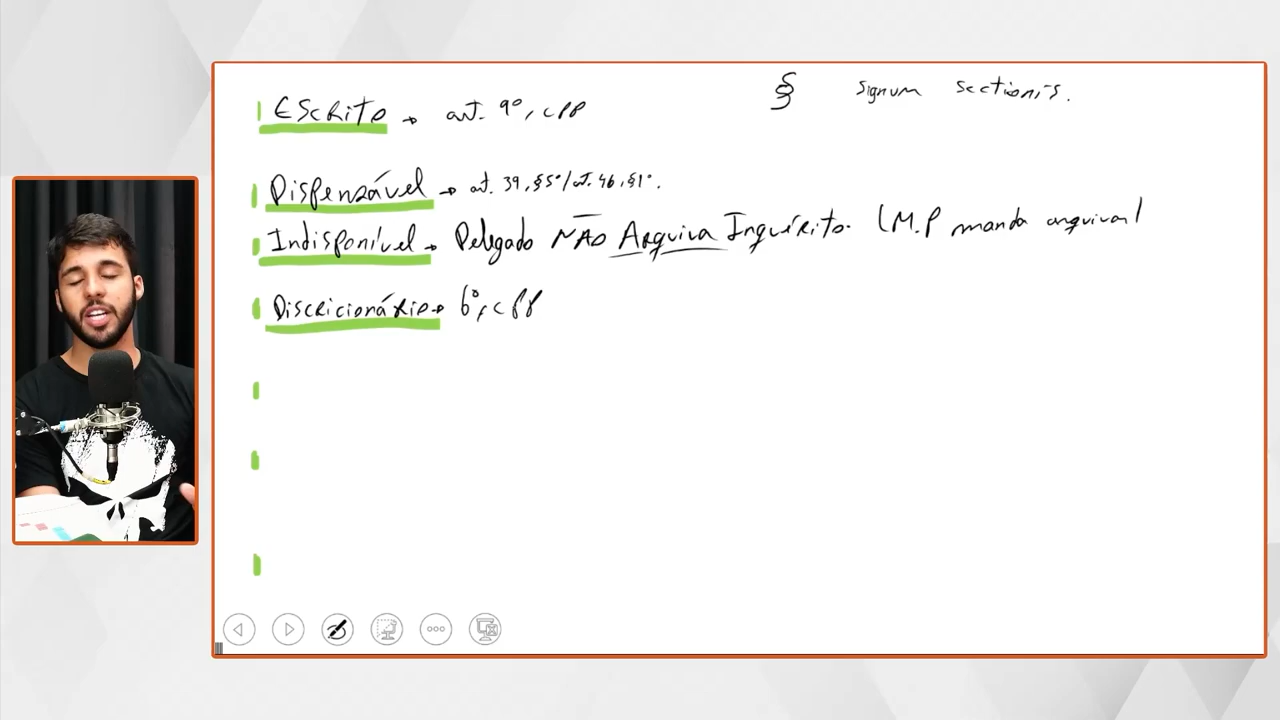 § signum sectionis.
Escrito → art. 9º, CPP
Dispensável → art. 39, §5º/art. 46, §1º.
Indisponível → Delegado NÃO Arquiva Inquérito. (M.P manda arquivar)
Discricionário → 6º, CPP